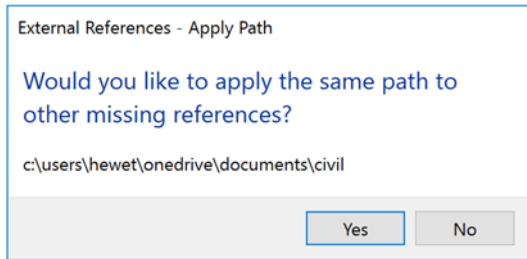 External References - Apply Path
Would you like to apply the same path to
other missing references?
c:\users\hewet\onedrive\documents\civil
Yes No